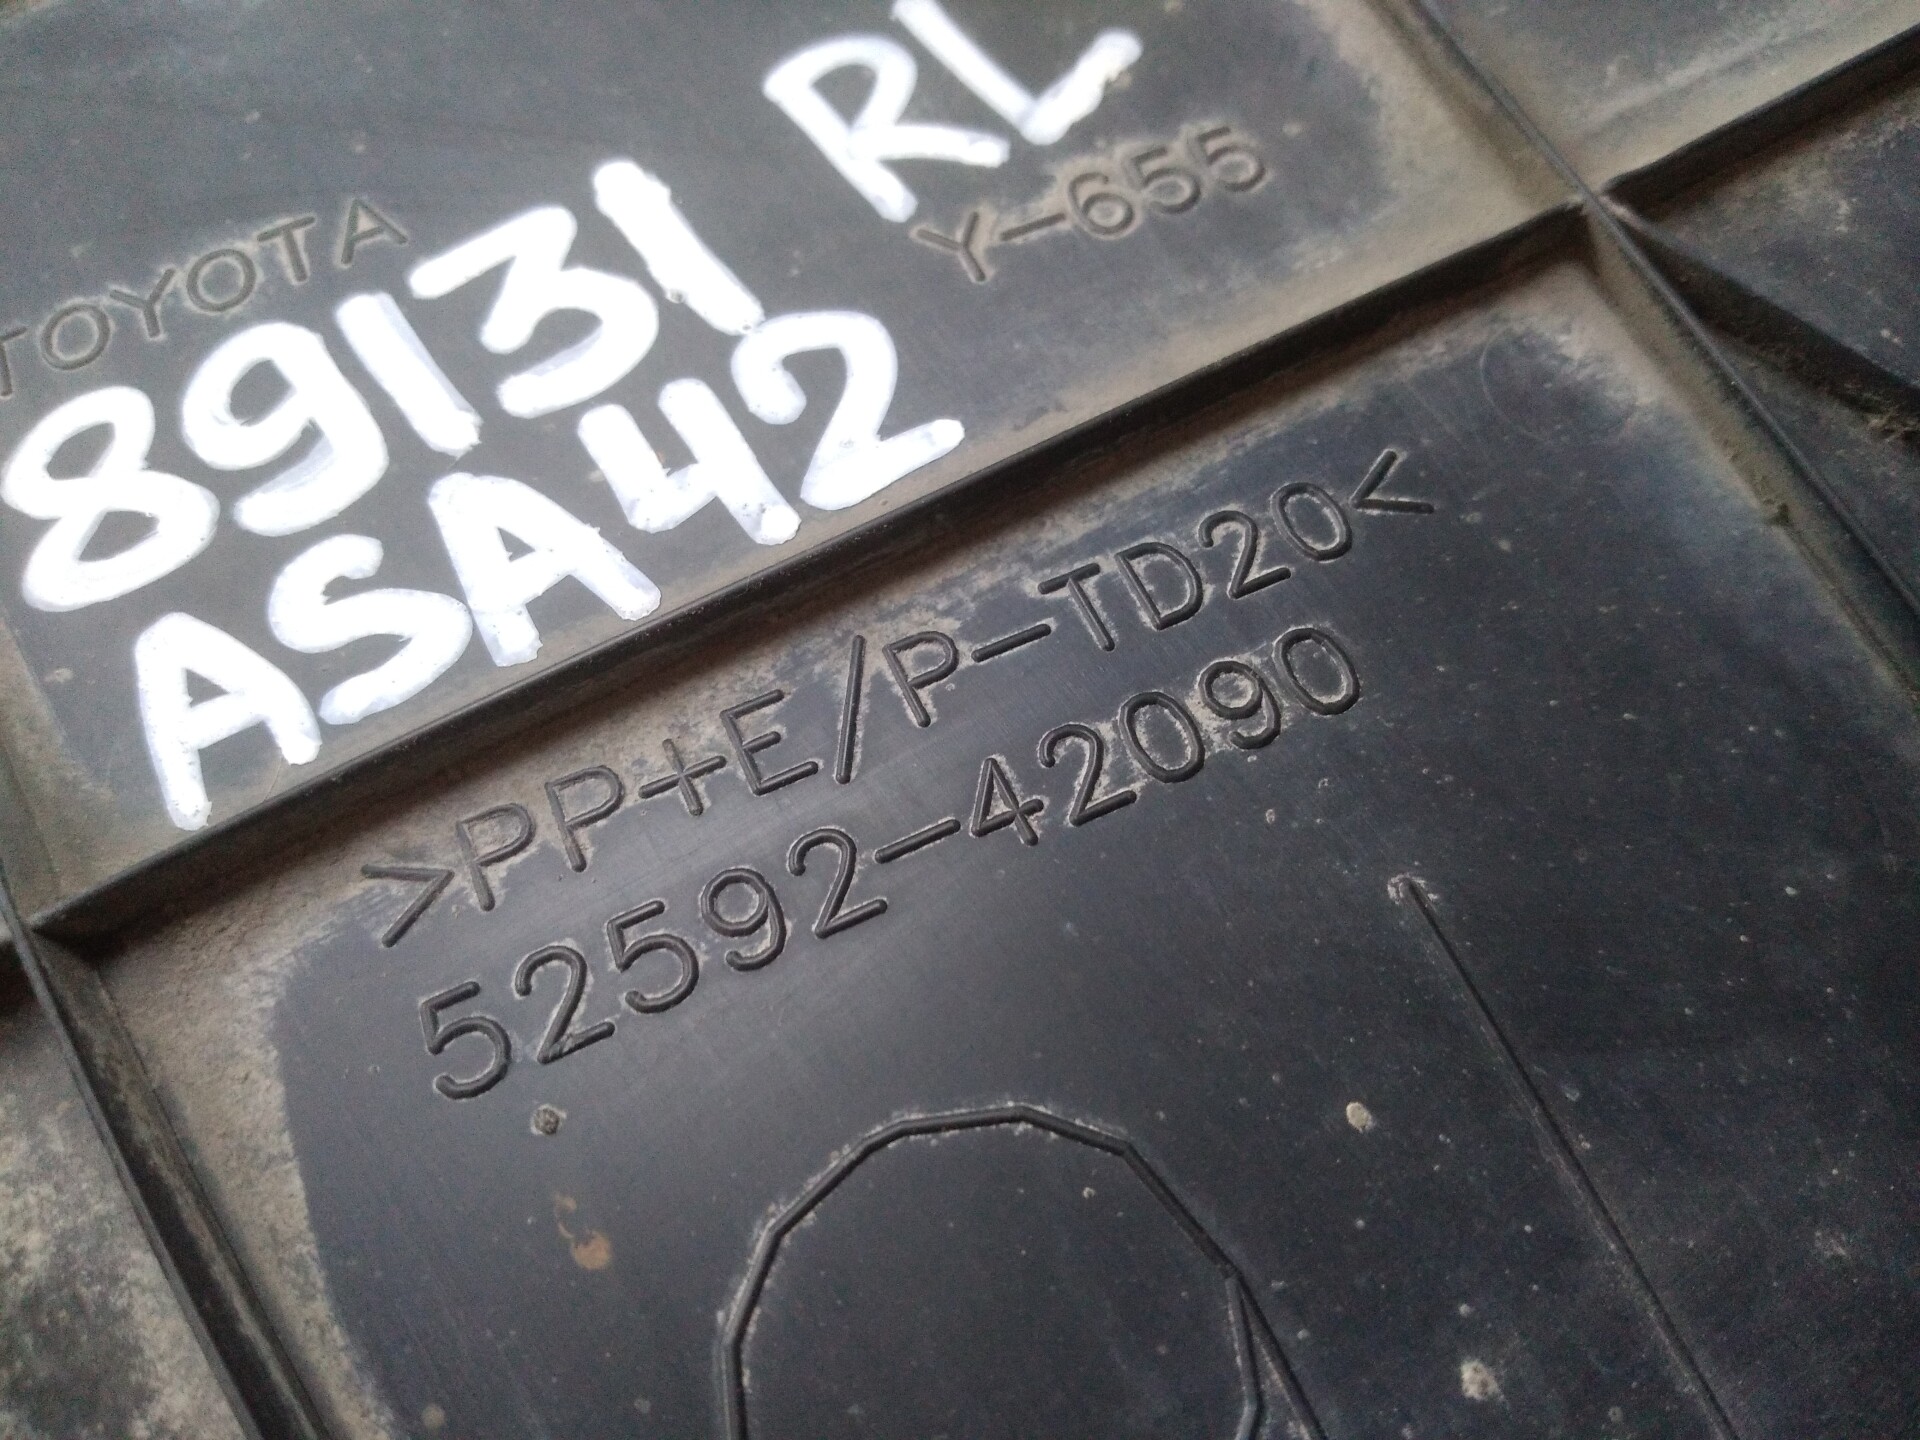 RL
TOYOTA
Y-655
89131
ASA42
>PP+E/P-TD20<
52592-42090